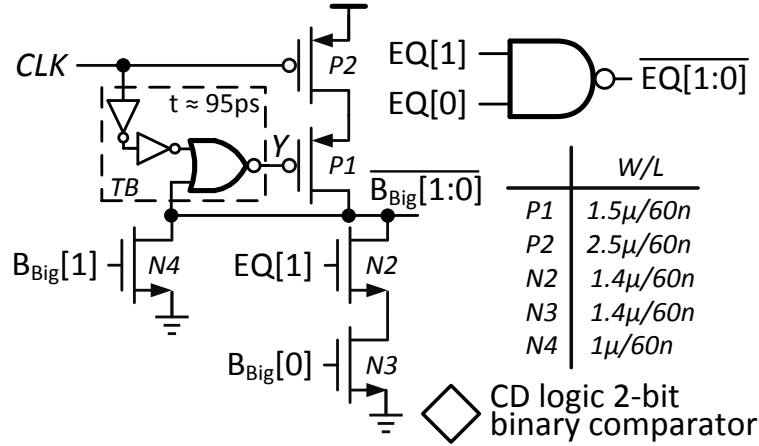 CLK
P2
t ≈ 95ps
Y
P1
TB
B̅_Big[1:0]
B_Big[1]
N4
EQ[1]
N2
B_Big[0]
N3
EQ[1]
EQ[0]
E̅Q̅[1:0]
W/L
P1 1.5µ/60n
P2 2.5µ/60n
N2 1.4µ/60n
N3 1.4µ/60n
N4 1µ/60n
CD logic 2-bit
binary comparator